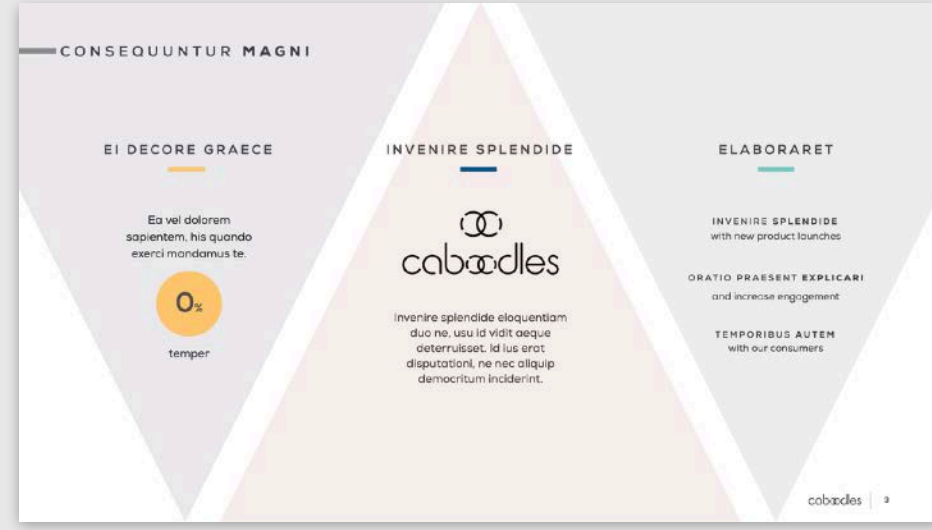 CONSEQUUNTUR MAGNI
EI DECORE GRAECE
Ea vel dolorem
sapientem, his quando
exerci mandamus te.
0%
temper
INVENIRE SPLENDIDE
caboodles
Invenire splendide eloquentiam
duo ne, usu id vidit aeque
deterruisset. Id ius erat
disputationi, ne nec aliquip
democritum inciderint.
ELABORARET
INVENIRE SPLENDIDE
with new product launches
ORATIO PRAESENT EXPLICARI
and increase engagement
TEMPORIBUS AUTEM
with our consumers
caboodles 3